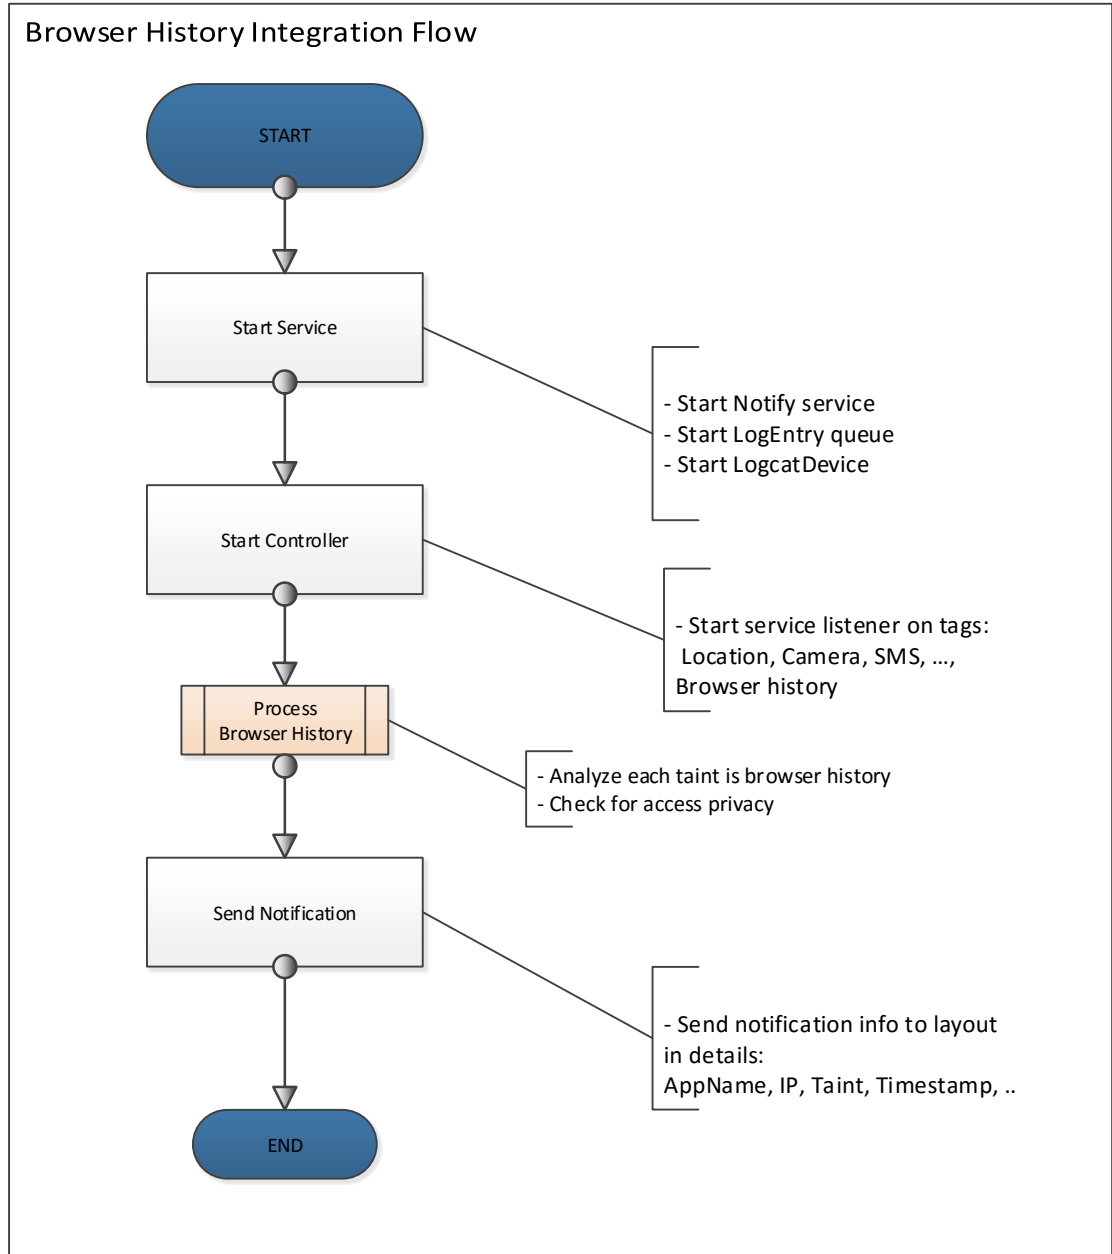 Browser History Integration Flow
START
Start Service
- Start Notify service
- Start LogEntry queue
- Start LogcatDevice
Start Controller
- Start service listener on tags:
Location, Camera, SMS, ...,
Browser history
Process
Browser History
- Analyze each taint is browser history
- Check for access privacy
Send Notification
- Send notification info to layout
in details:
AppName, IP, Taint, Timestamp, ..
END